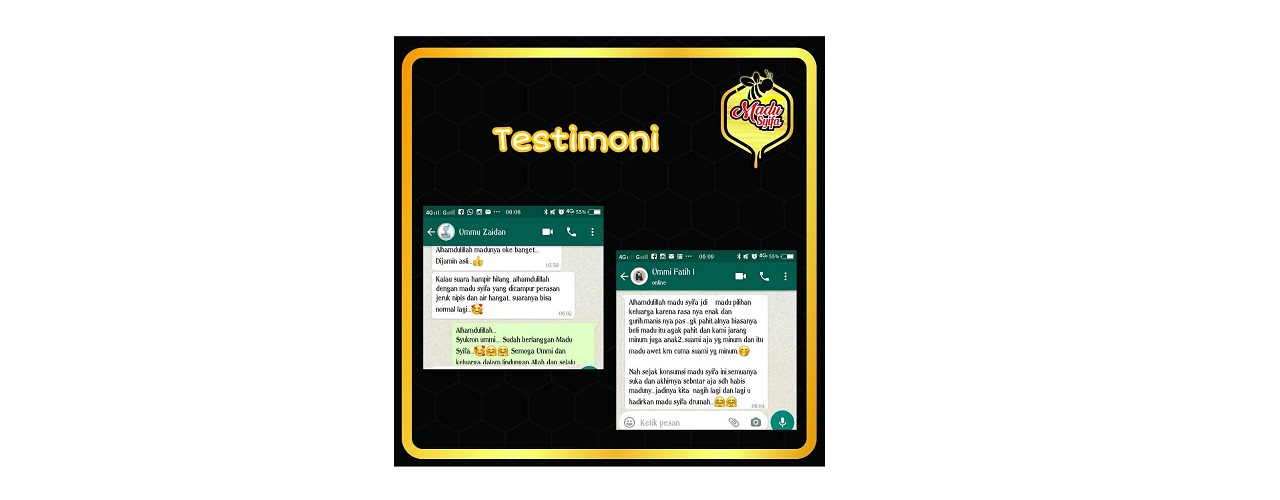 Madu
Syifa
Testimoni
4G 06:06 4G 55%
Ummu Zaidan
Alhamdulillah madunya oke banget...
Dijamin asli...👍
05.59
Kalau suara hampir hilang, alhamdulillah
dengan madu syifa yang dicampur perasan
jeruk nipis dan air hangat, suaranya bisa
normal lagi..🥰
06.02
Alhamdulillah...
Syukron ummi.... Sudah berlanggan Madu
Syifa...🥰🤗🤗 Semoga Ummi dan
keluarga dalam lindungan Allah dan selalu
4G 06:09 4G 55%
Ummi Fatih I
online
Alhamdulillah madu syifa jdi madu pilihan
keluarga karena rasa nya enak dan
gurih,manis nya pas ..gk pahit,alnya biasanya
beli madu itu agak pahit dan kami jarang
minum juga anak2..suami aja yg minum dan itu
madu awet krn cuma suami yg minum🤭
Nah sejak konsumsi madu syifa ini,semuanya
suka dan akhirnya sebntar aja sdh habis
maduny...jadinya kita nagih lagi dan lagi u
hadirkan madu syifa drumah..🤗🤗
06.04
Ketik pesan